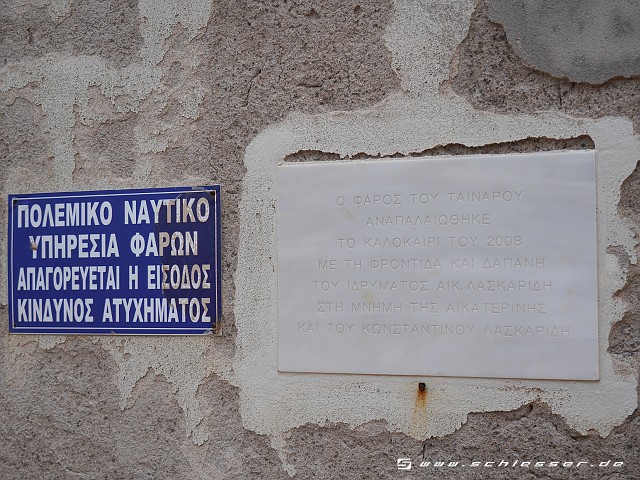 ΠΟΛΕΜΙΚΟ ΝΑΥΤΙΚΟ
ΥΠΗΡΕΣΙΑ ΦΑΡΩΝ
ΑΠΑΓΟΡΕΥΕΤΑΙ Η ΕΙΣΟΔΟΣ
ΚΙΝΔΥΝΟΣ ΑΤΥΧΗΜΑΤΟΣ
Ο ΦΑΡΟΣ ΤΟΥ ΤΑΙΝΑΡΟΥ
ΑΝΑΠΑΛΑΙΩΘΗΚΕ
ΤΟ ΚΑΛΟΚΑΙΡΙ ΤΟΥ 2008
ΜΕ ΤΗ ΦΡΟΝΤΙΔΑ ΚΑΙ ΔΑΠΑΝΗ
ΤΟΥ ΙΔΡΥΜΑΤΟΣ ΑΙΚ. ΛΑΣΚΑΡΙΔΗ
ΣΤΗ ΜΝΗΜΗ ΤΗΣ ΑΙΚΑΤΕΡΙΝΗΣ
ΚΑΙ ΤΟΥ ΚΩΝΣΤΑΝΤΙΝΟΥ ΛΑΣΚΑΡΙΔΗ
www.schlesser.de